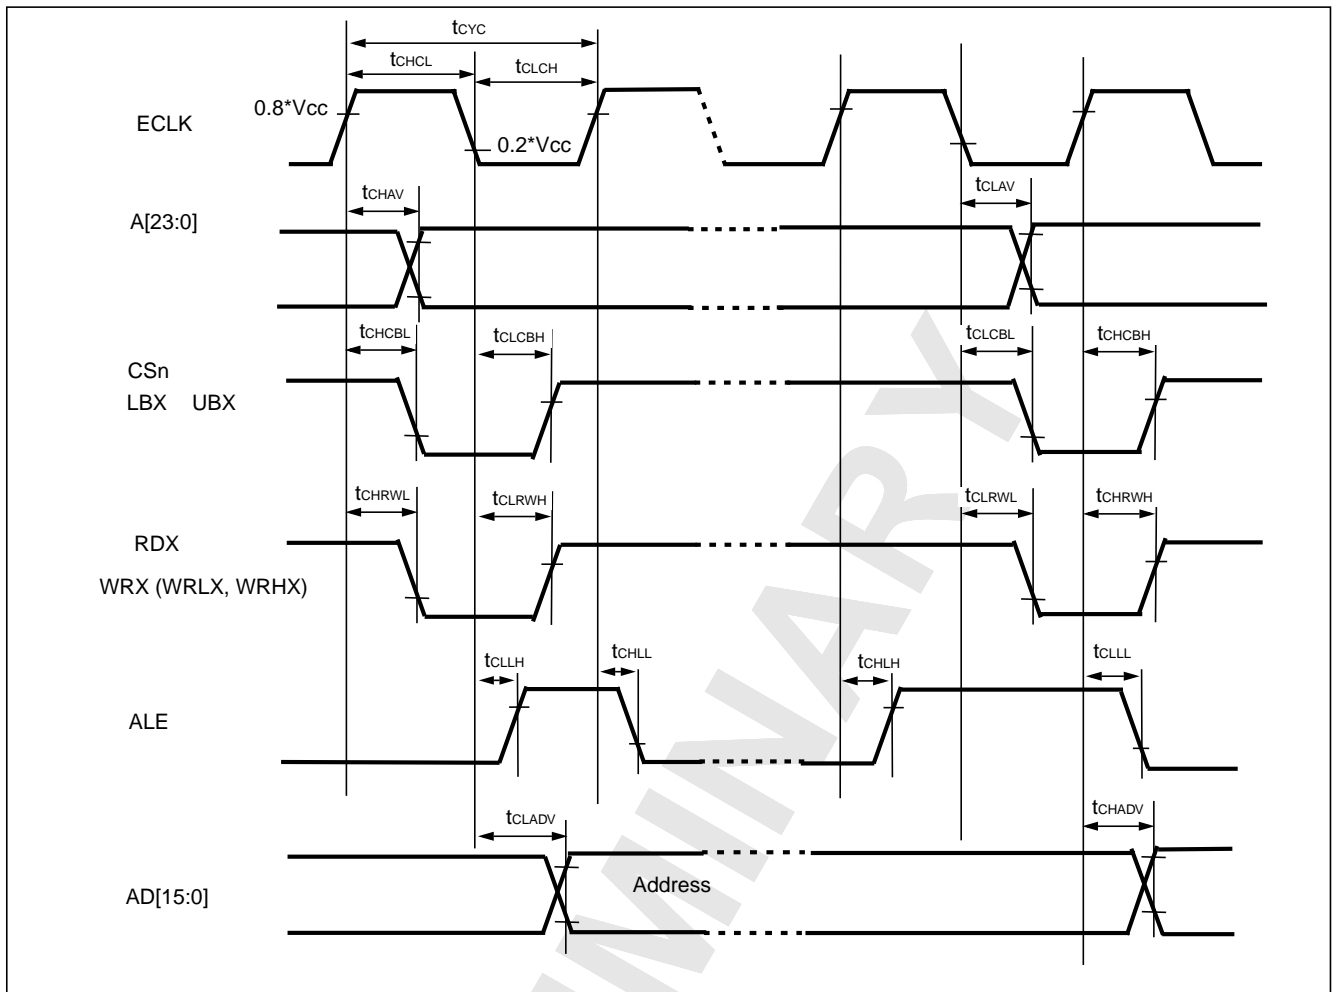 tCYC
tCHCL
tCLCH
0.8*Vcc
ECLK
0.2*Vcc
tCHAV
tCLAV
A[23:0]
tCHCBL
tCLCBH
tCLCBL
tCHCBH
CSn
LBX UBX
tCHRWL
tCLRWH
tCLRWL
tCHRWH
RDX
WRX (WRLX, WRHX)
tCLLH
tCHLL
tCHLH
tCLLL
ALE
tCLADV
tCHADV
Address
AD[15:0]
MINARY